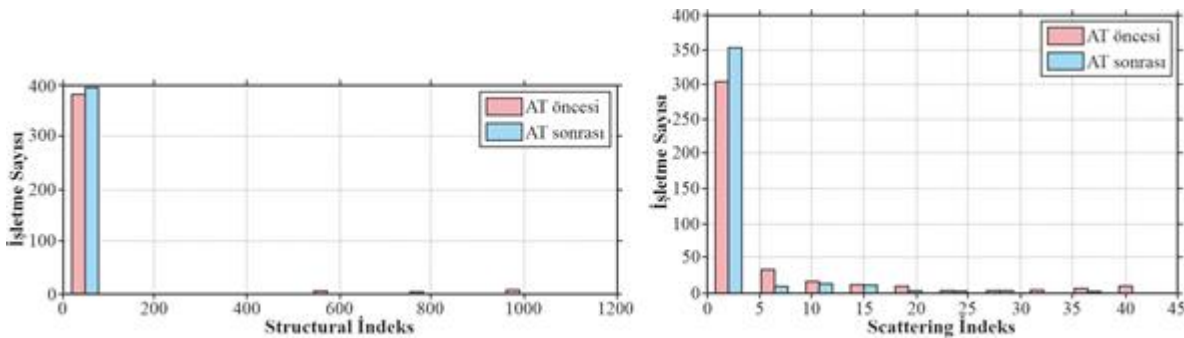 400
300
200
100
0
İşletme Sayısı
AT öncesi
AT sonrası
0 200 400 600 800 1000 1200
Structural İndeks
400
350
300
250
200
150
100
50
0
İşletme Sayısı
AT öncesi
AT sonrası
0 5 10 15 20 25 30 35 40 45
Scattering İndeks